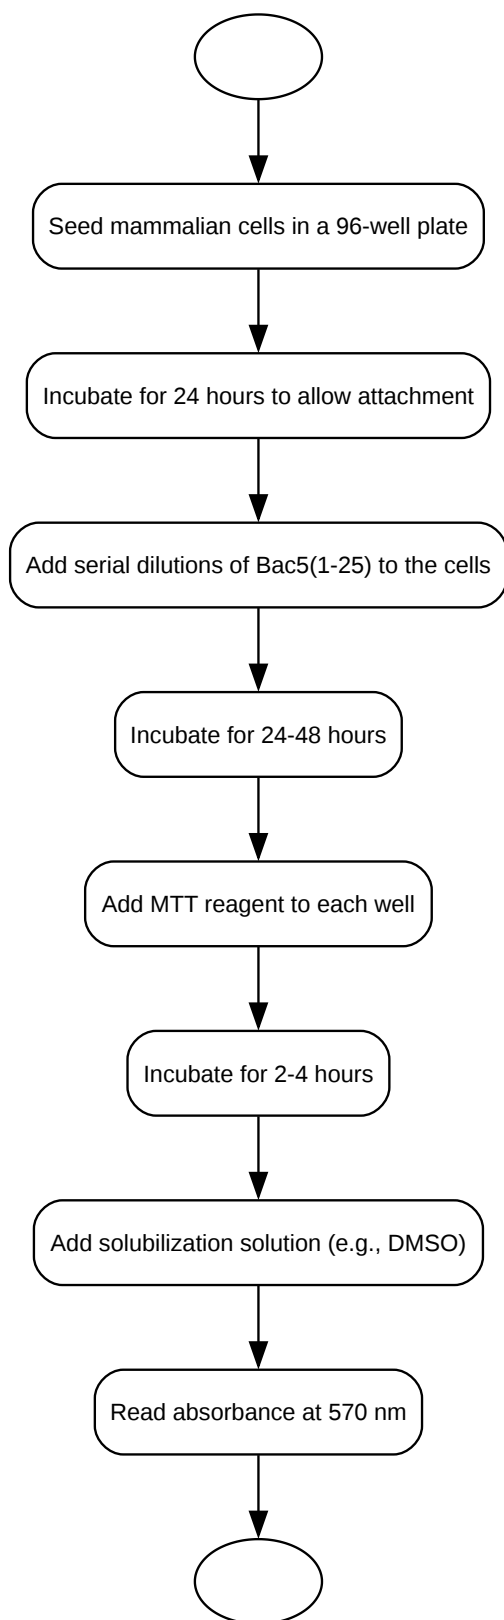 Seed mammalian cells in a 96-well plate
Incubate for 24 hours to allow attachment
Add serial dilutions of Bac5(1-25) to the cells
Incubate for 24-48 hours
Add MTT reagent to each well
Incubate for 2-4 hours
Add solubilization solution (e.g., DMSO)
Read absorbance at 570 nm